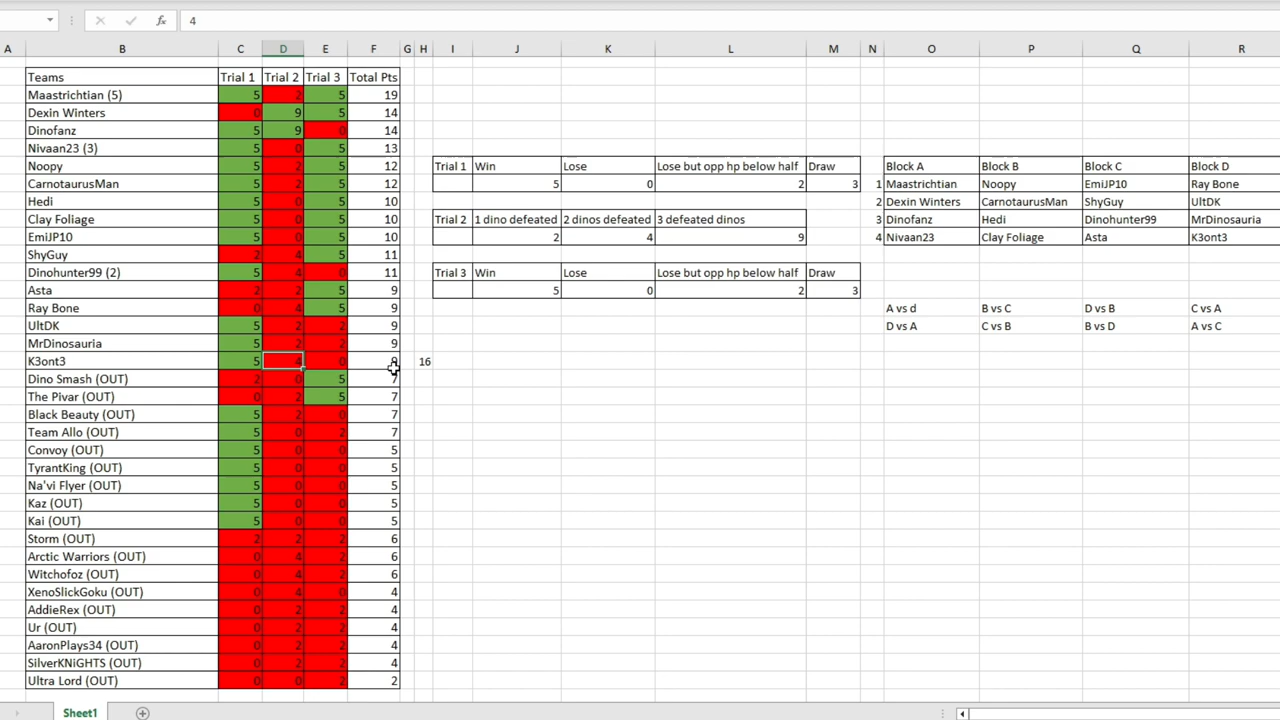 fx 4
A B C D E F G H I J K L M N O P Q R
Teams Trial 1 Trial 2 Trial 3 Total Pts
Maastrichtian (5) 5 2 5 19
Dexin Winters 0 9 5 14
Dinofanz 5 9 0 14
Nivaan23 (3) 5 0 5 13
Noopy 5 2 5 12 Trial 1 Win Lose Lose but opp hp below half Draw Block A Block B Block C Block D
CarnotaurusMan 5 2 5 12 5 0 2 3 1 Maastrichtian Noopy EmiJP10 Ray Bone
Hedi 5 0 5 10 2 Dexin Winters CarnotaurusMan ShyGuy UltDK
Clay Foliage 5 0 5 10 Trial 2 1 dino defeated 2 dinos defeated 3 defeated dinos 3 Dinofanz Hedi Dinohunter99 MrDinosauria
EmiJP10 5 0 5 10 2 4 9 4 Nivaan23 Clay Foliage Asta K3ont3
ShyGuy 2 4 5 11
Dinohunter99 (2) 5 4 0 11 Trial 3 Win Lose Lose but opp hp below half Draw
Asta 2 2 5 9 5 0 2 3
Ray Bone 0 4 5 9 A vs d B vs C D vs B C vs A
UltDK 5 2 2 9 D vs A C vs B B vs D A vs C
MrDinosauria 5 2 2 9
K3ont3 5 4 0 9 16
Dino Smash (OUT) 2 0 5 7
The Pivar (OUT) 0 2 5 7
Black Beauty (OUT) 5 2 0 7
Team Allo (OUT) 5 0 2 7
Convoy (OUT) 5 0 0 5
TyrantKing (OUT) 5 0 0 5
Na'vi Flyer (OUT) 5 0 0 5
Kaz (OUT) 5 0 0 5
Kai (OUT) 5 0 0 5
Storm (OUT) 2 2 2 6
Arctic Warriors (OUT) 0 4 2 6
Witchofoz (OUT) 0 4 2 6
XenoSlickGoku (OUT) 0 4 0 4
AddieRex (OUT) 0 2 2 4
Ur (OUT) 0 2 2 4
AaronPlays34 (OUT) 0 2 2 4
SilverKNiGHTS (OUT) 0 2 2 4
Ultra Lord (OUT) 0 0 2 2
Sheet1